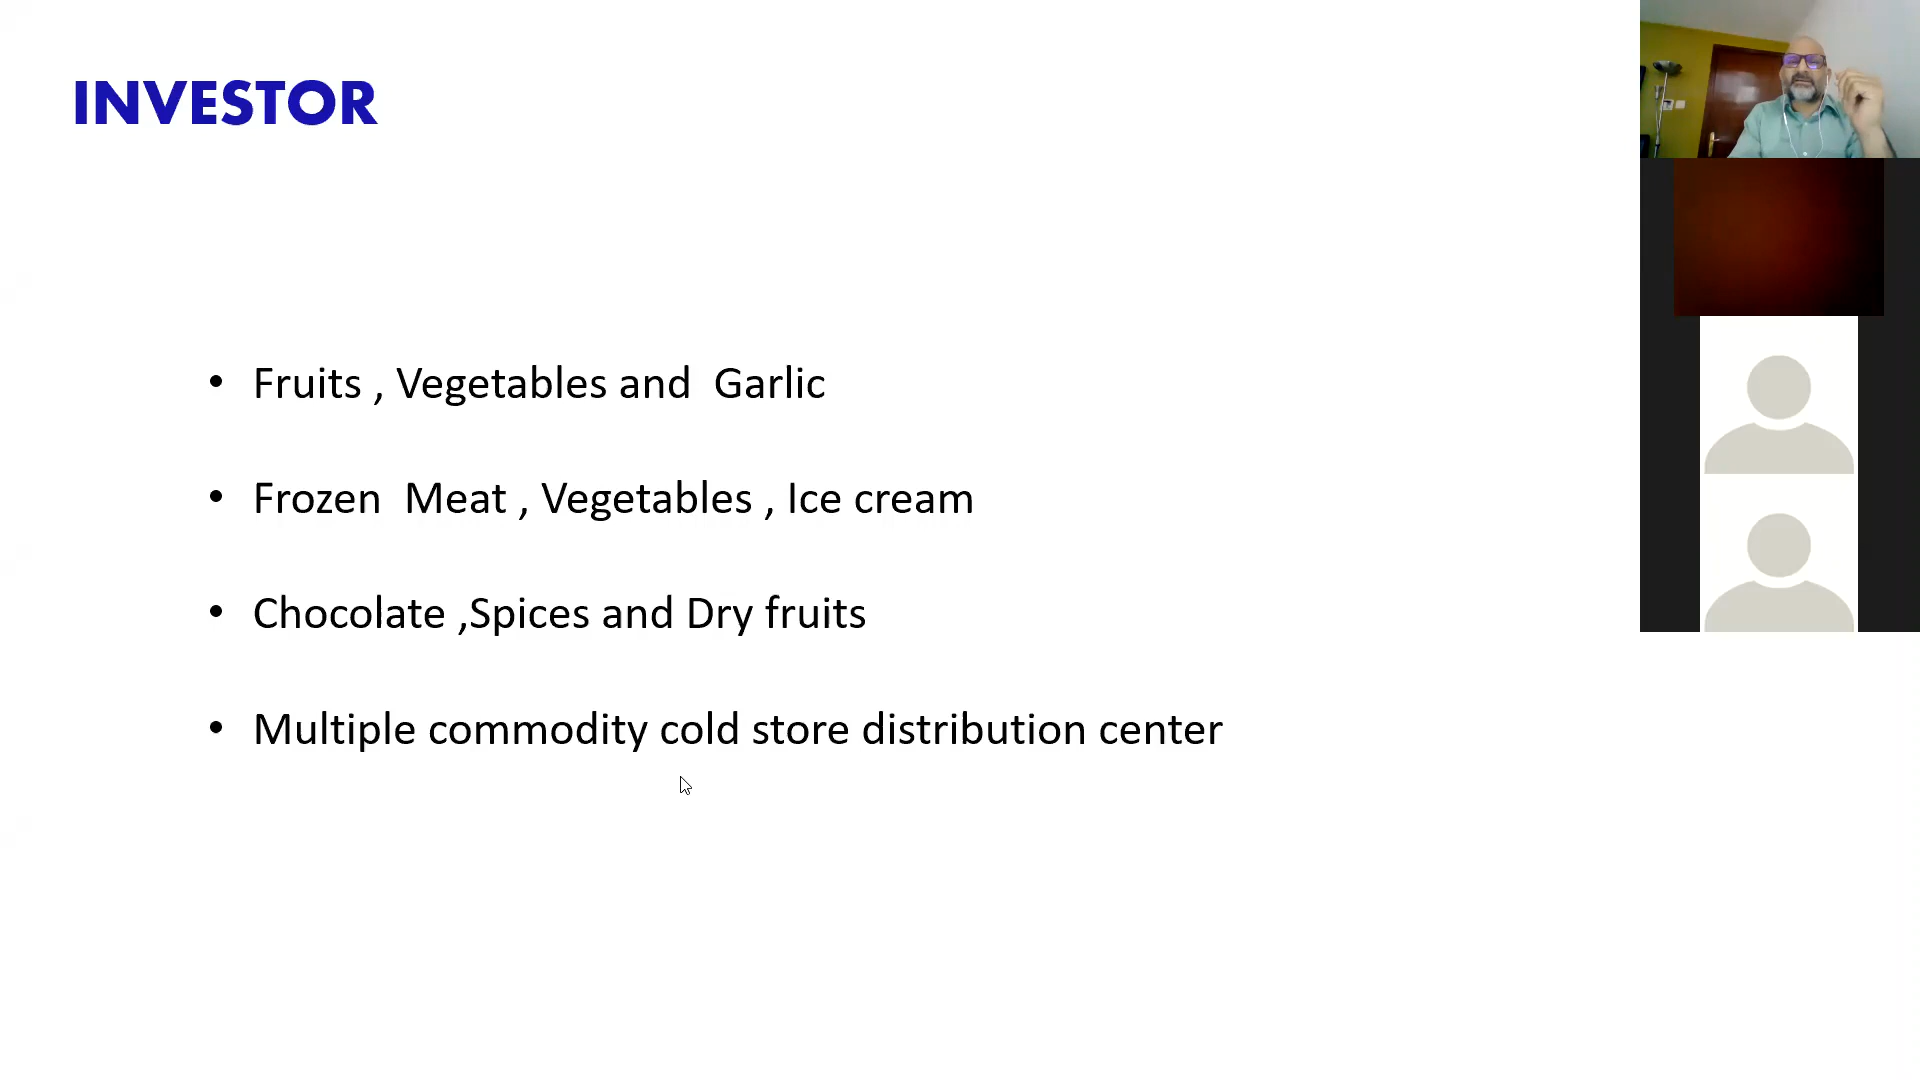 INVESTOR
• Fruits , Vegetables and  Garlic
• Frozen  Meat , Vegetables , Ice cream
• Chocolate ,Spices and Dry fruits
• Multiple commodity cold store distribution center